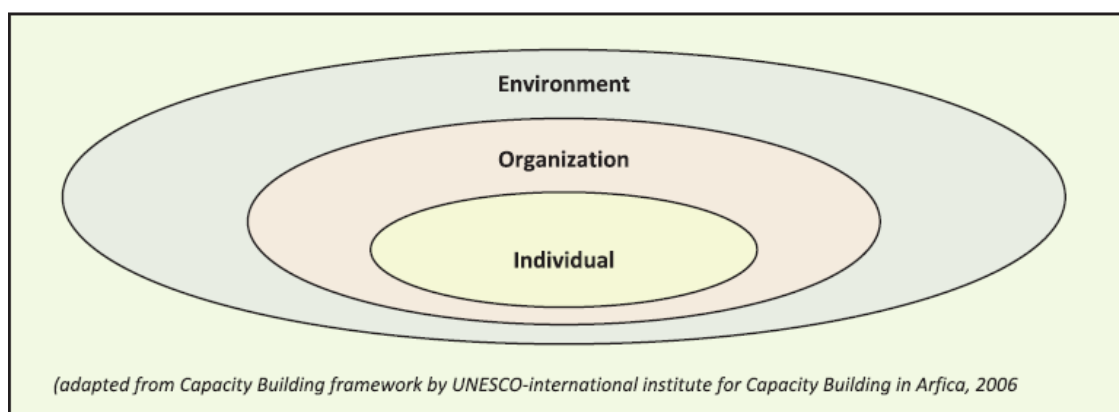 Environment
Organization
Individual
(adapted from Capacity Building framework by UNESCO-international institute for Capacity Building in Arfica, 2006